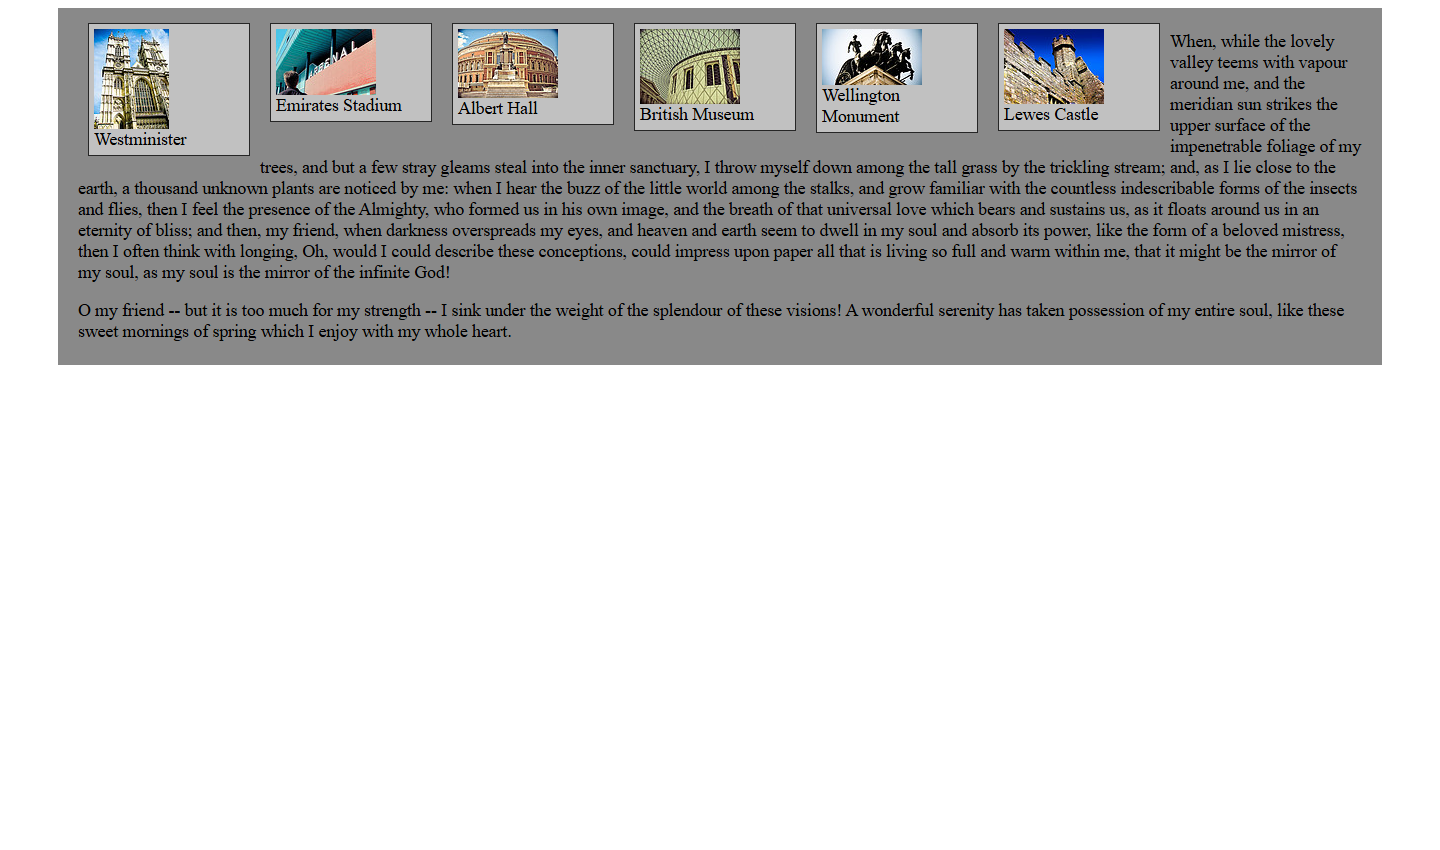 ARSENAL
Westminister
Emirates Stadium
Albert Hall
British Museum
Wellington
Monument
Lewes Castle
When, while the lovely
valley teems with vapour
around me, and the
meridian sun strikes the
upper surface of the
impenetrable foliage of my
trees, and but a few stray gleams steal into the inner sanctuary, I throw myself down among the tall grass by the trickling stream; and, as I lie close to the
earth, a thousand unknown plants are noticed by me: when I hear the buzz of the little world among the stalks, and grow familiar with the countless indescribable forms of the insects
and flies, then I feel the presence of the Almighty, who formed us in his own image, and the breath of that universal love which bears and sustains us, as it floats around us in an
eternity of bliss; and then, my friend, when darkness overspreads my eyes, and heaven and earth seem to dwell in my soul and absorb its power, like the form of a beloved mistress,
then I often think with longing, Oh, would I could describe these conceptions, could impress upon paper all that is living so full and warm within me, that it might be the mirror of
my soul, as my soul is the mirror of the infinite God!
O my friend -- but it is too much for my strength -- I sink under the weight of the splendour of these visions! A wonderful serenity has taken possession of my entire soul, like these
sweet mornings of spring which I enjoy with my whole heart.